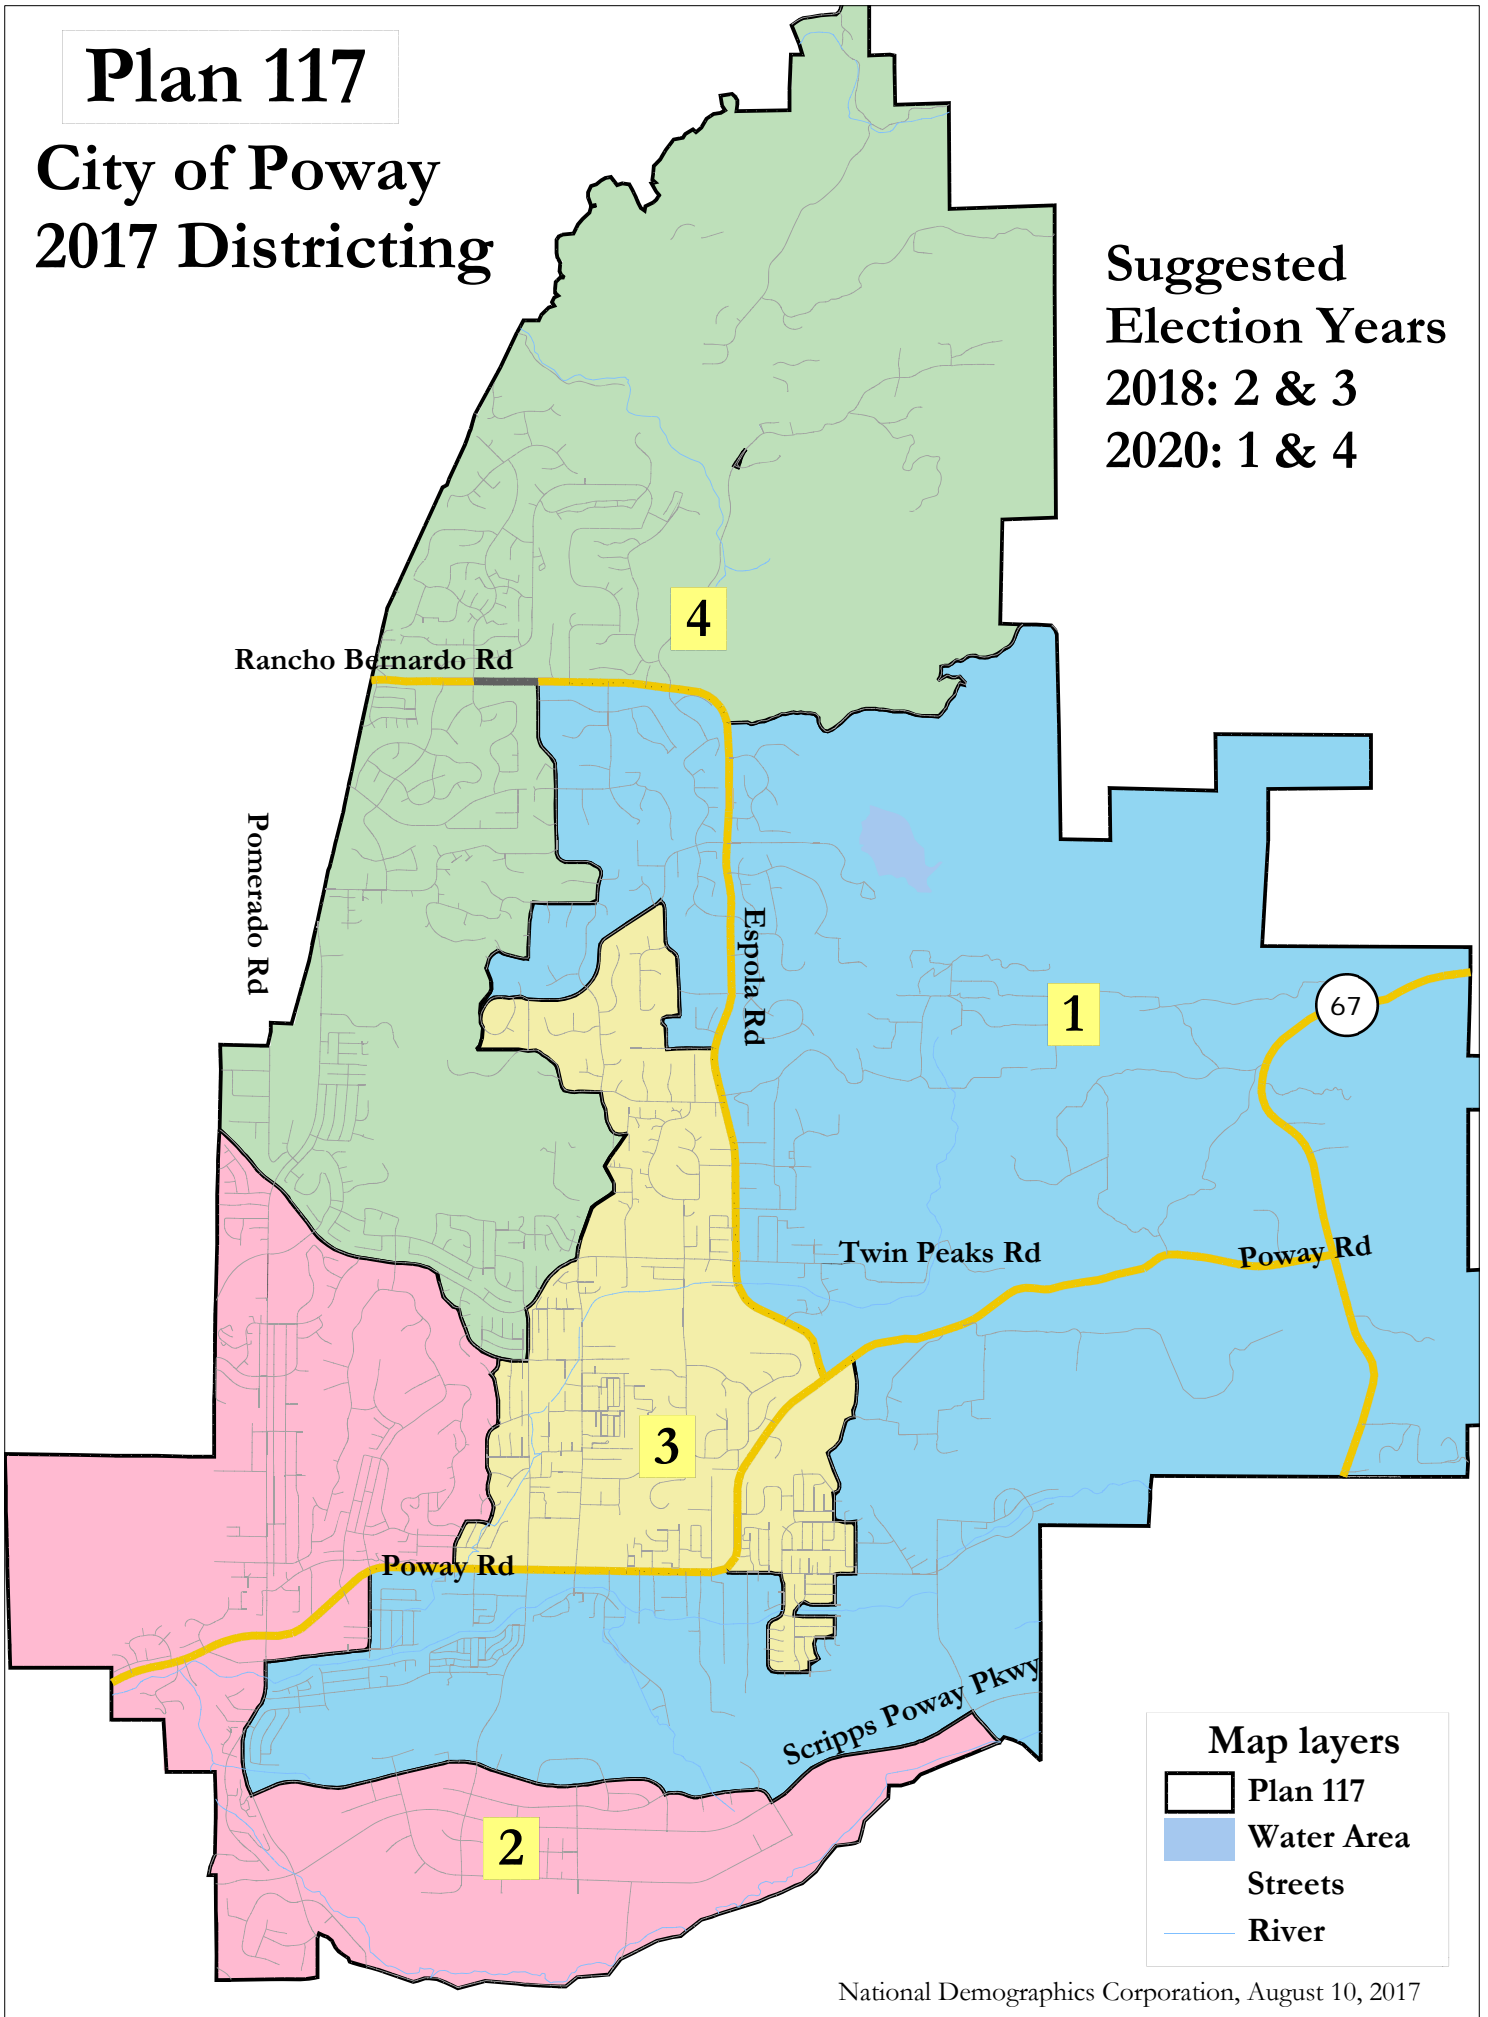 Plan 117
City of Poway
2017 Districting
Suggested
Election Years
2018: 2 & 3
2020: 1 & 4
4
Rancho Bernardo Rd
Pomerado Rd
Espola Rd
1
67
Twin Peaks Rd
Poway Rd
3
Poway Rd
Scripps Poway Pkwy
2
Map layers
Plan 117
Water Area
Streets
River
National Demographics Corporation, August 10, 2017